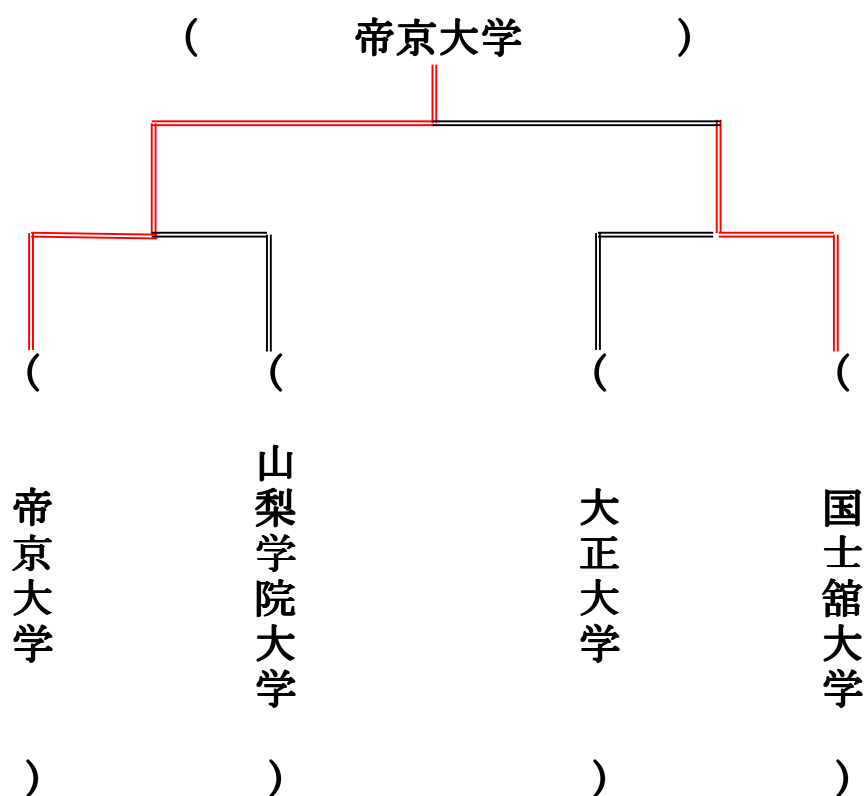 (　帝京大学　)
(　帝京大学　)
(　山梨学院大学　)
(　大正大学　)
(　国士舘大学　)